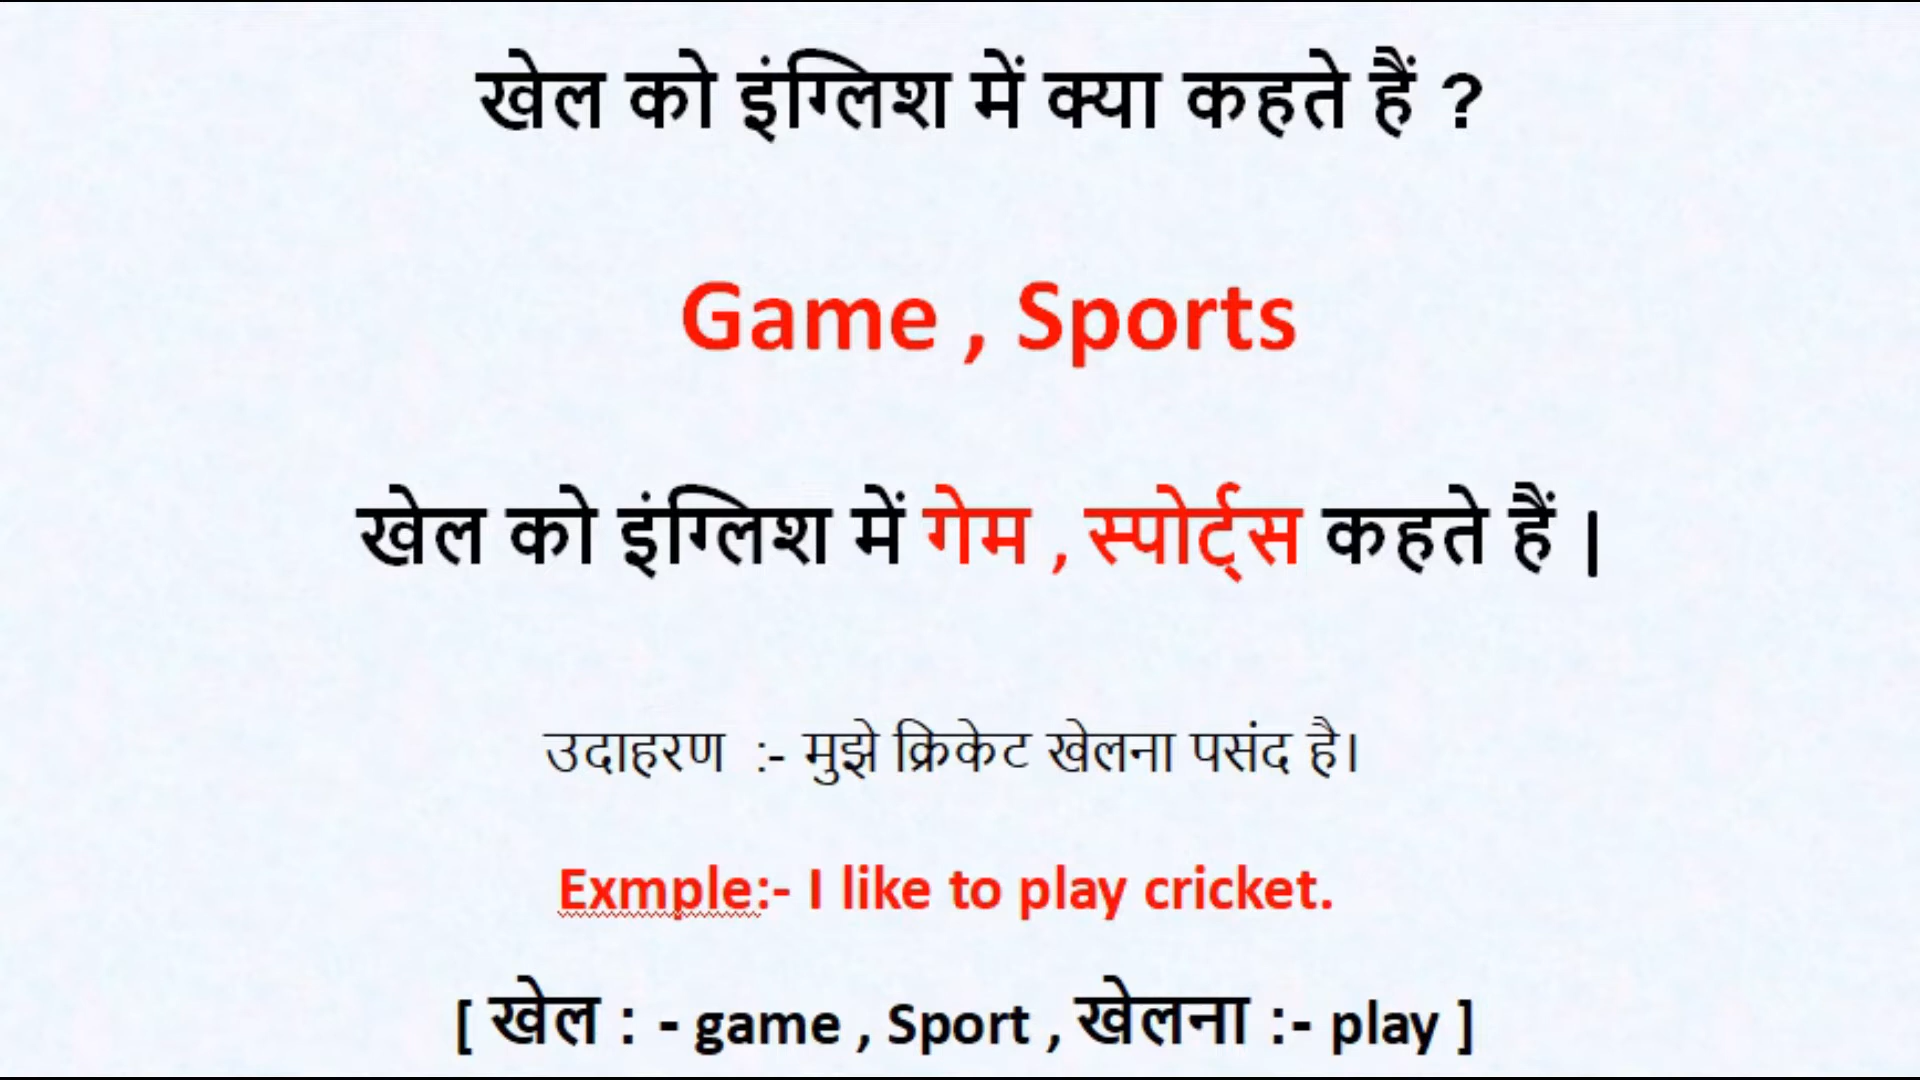 खेल को इंग्लिश में क्या कहते हैं ?
Game , Sports
खेल को इंग्लिश में गेम , स्पोर्ट्स कहते हैं |
उदाहरण :- मुझे क्रिकेट खेलना पसंद है।
Exmple:- I like to play cricket.
[ खेल : - game , Sport , खेलना :- play ]